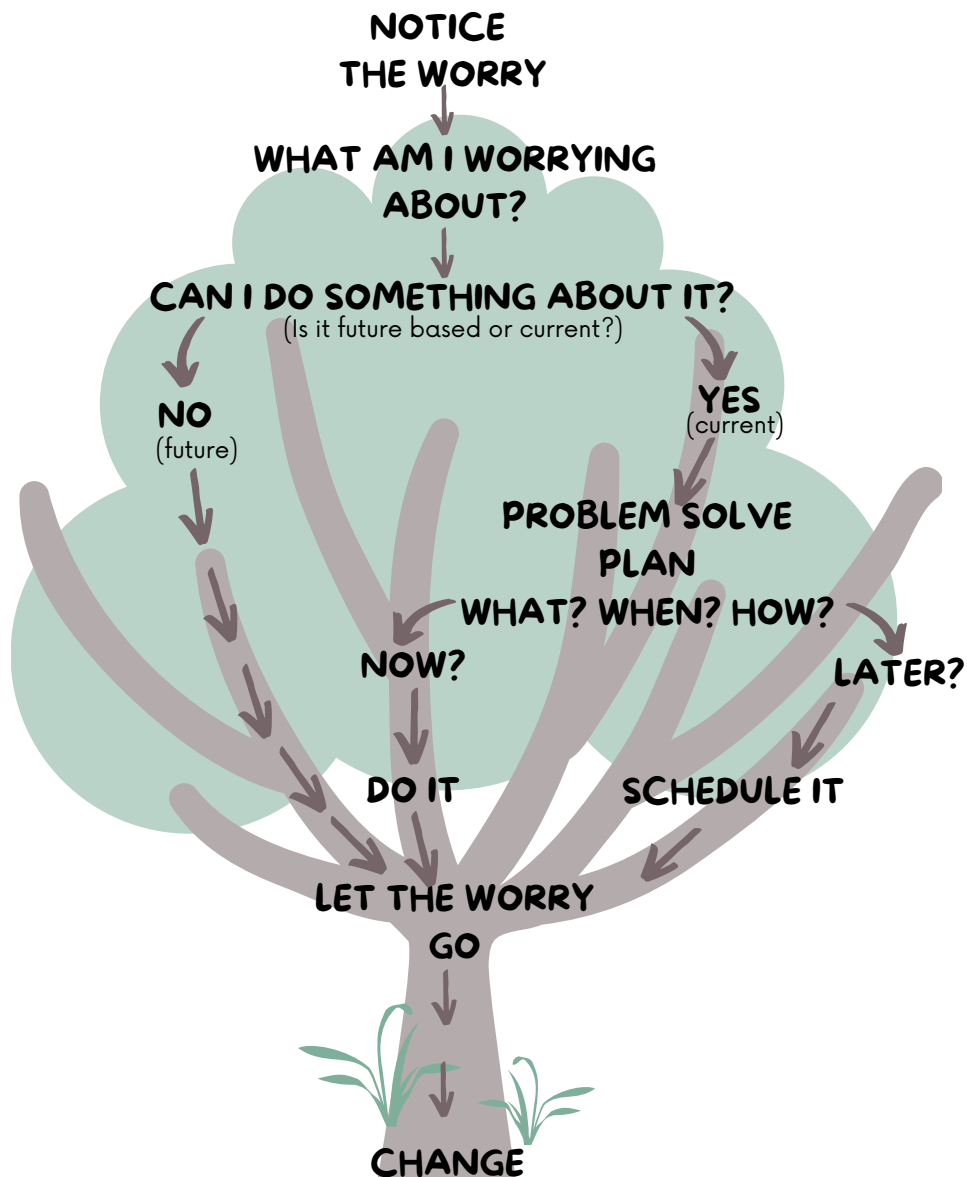 NOTICE
THE WORRY
WHAT AM I WORRYING
ABOUT?
CAN I DO SOMETHING ABOUT IT?
(Is it future based or current?)
NO
(future)
YES
(current)
PROBLEM SOLVE
PLAN
WHAT? WHEN? HOW?
NOW?
LATER?
DO IT
SCHEDULE IT
LET THE WORRY
GO
CHANGE